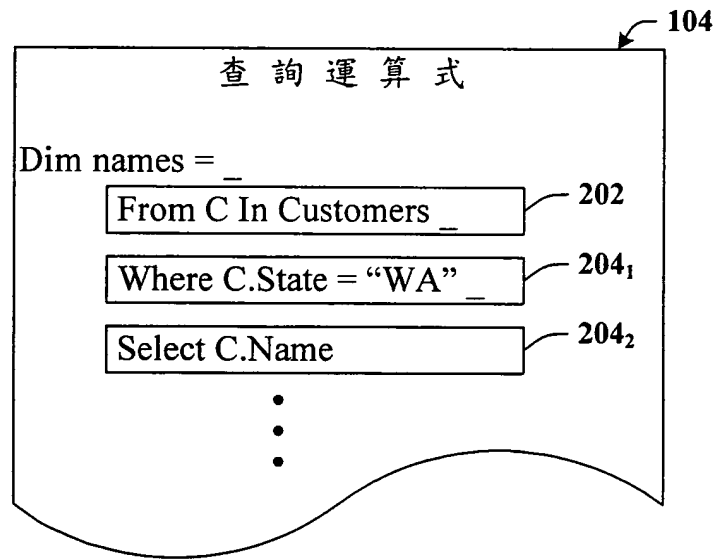 104
查詢運算式
Dim names = _
From C In Customers _
202
Where C.State = “WA” _
204₁
Select C.Name
204₂